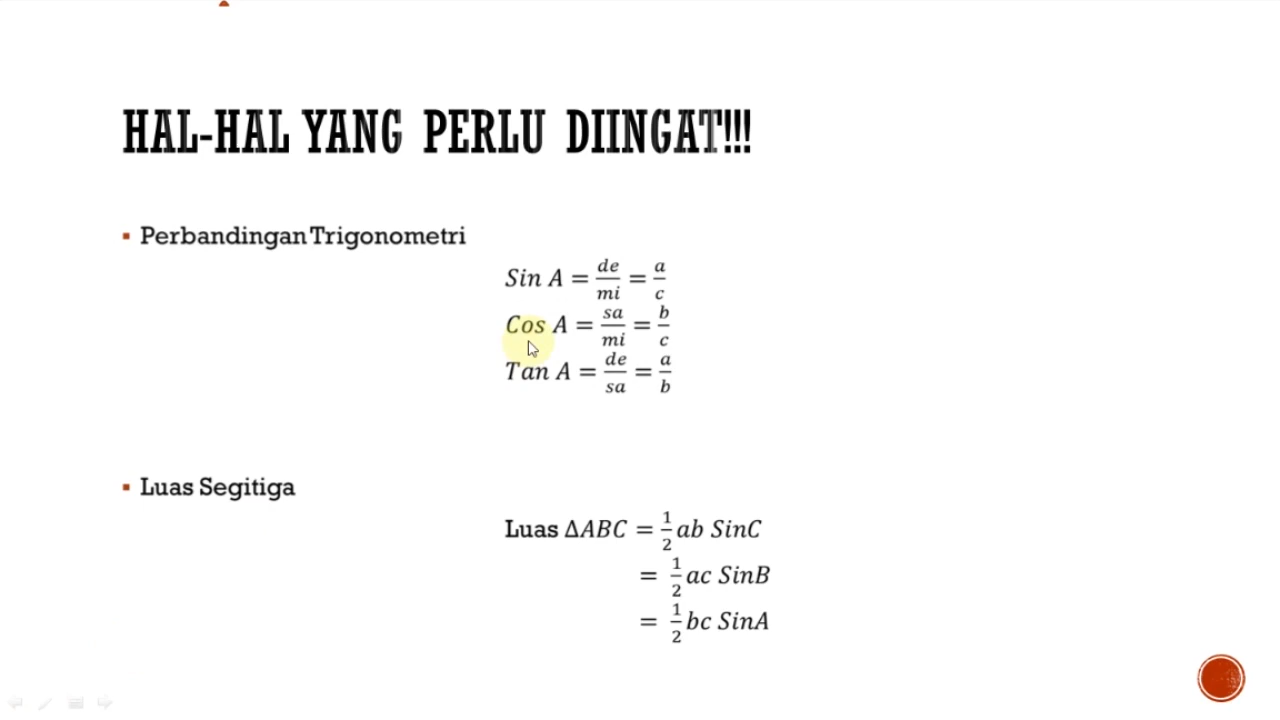 HAL-HAL YANG PERLU DIINGAT!!!
▪ Perbandingan Trigonometri
Sin A = de/mi = a/c
Cos A = sa/mi = b/c
Tan A = de/sa = a/b
▪ Luas Segitiga
Luas ΔABC = 1/2 ab SinC
= 1/2 ac SinB
= 1/2 bc SinA